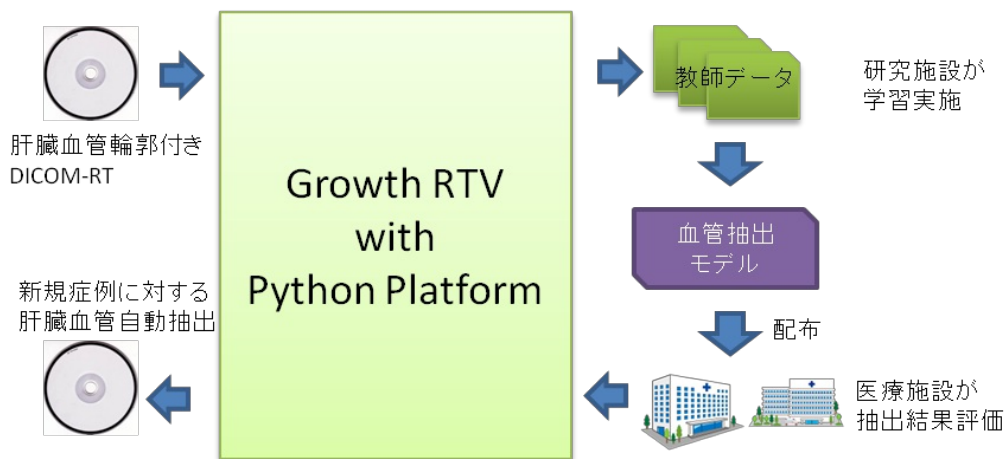 肝臓血管輪郭付き
DICOM-RT
Growth RTV
with
Python Platform
教師データ
研究施設が
学習実施
血管抽出
モデル
配布
医療施設が
抽出結果評価
新規症例に対する
肝臓血管自動抽出